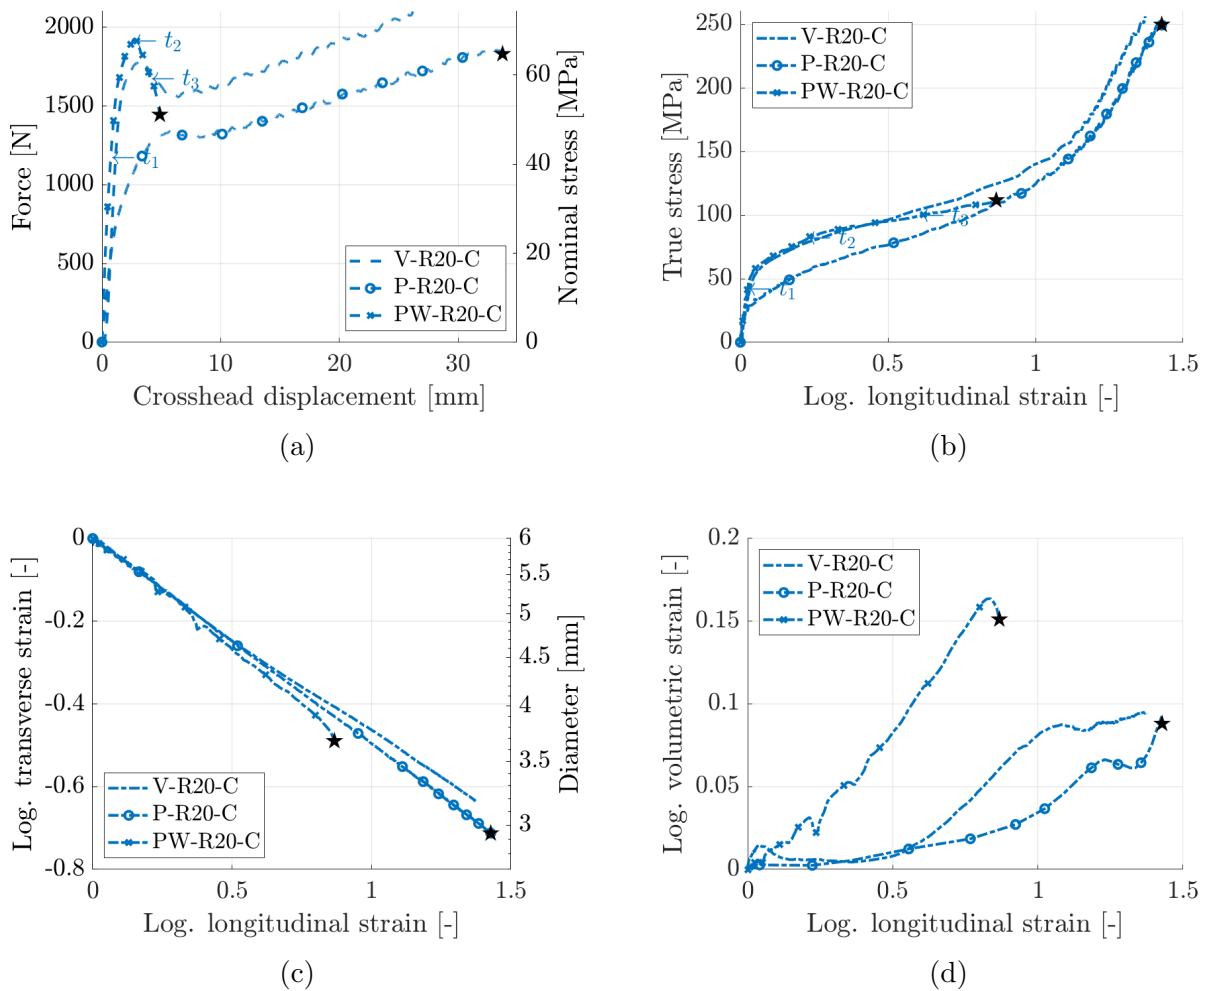 2000
1500
1000
500
0
Force [N]
t₂
t₃
t₁
60
40
20
0
Nominal stress [MPa]
V-R20-C
P-R20-C
PW-R20-C
0
10
20
30
Crosshead displacement [mm]
(a)
250
200
150
100
50
0
True stress [MPa]
V-R20-C
P-R20-C
PW-R20-C
t₃
t₂
t₁
0
0.5
1
1.5
Log. longitudinal strain [-]
(b)
0
-0.2
-0.4
-0.6
-0.8
Log. transverse strain [-]
6
5.5
5
4.5
4
3.5
3
Diameter [mm]
V-R20-C
P-R20-C
PW-R20-C
0
0.5
1
1.5
Log. longitudinal strain [-]
(c)
0.2
0.15
0.1
0.05
0
Log. volumetric strain [-]
V-R20-C
P-R20-C
PW-R20-C
0
0.5
1
1.5
Log. longitudinal strain [-]
(d)